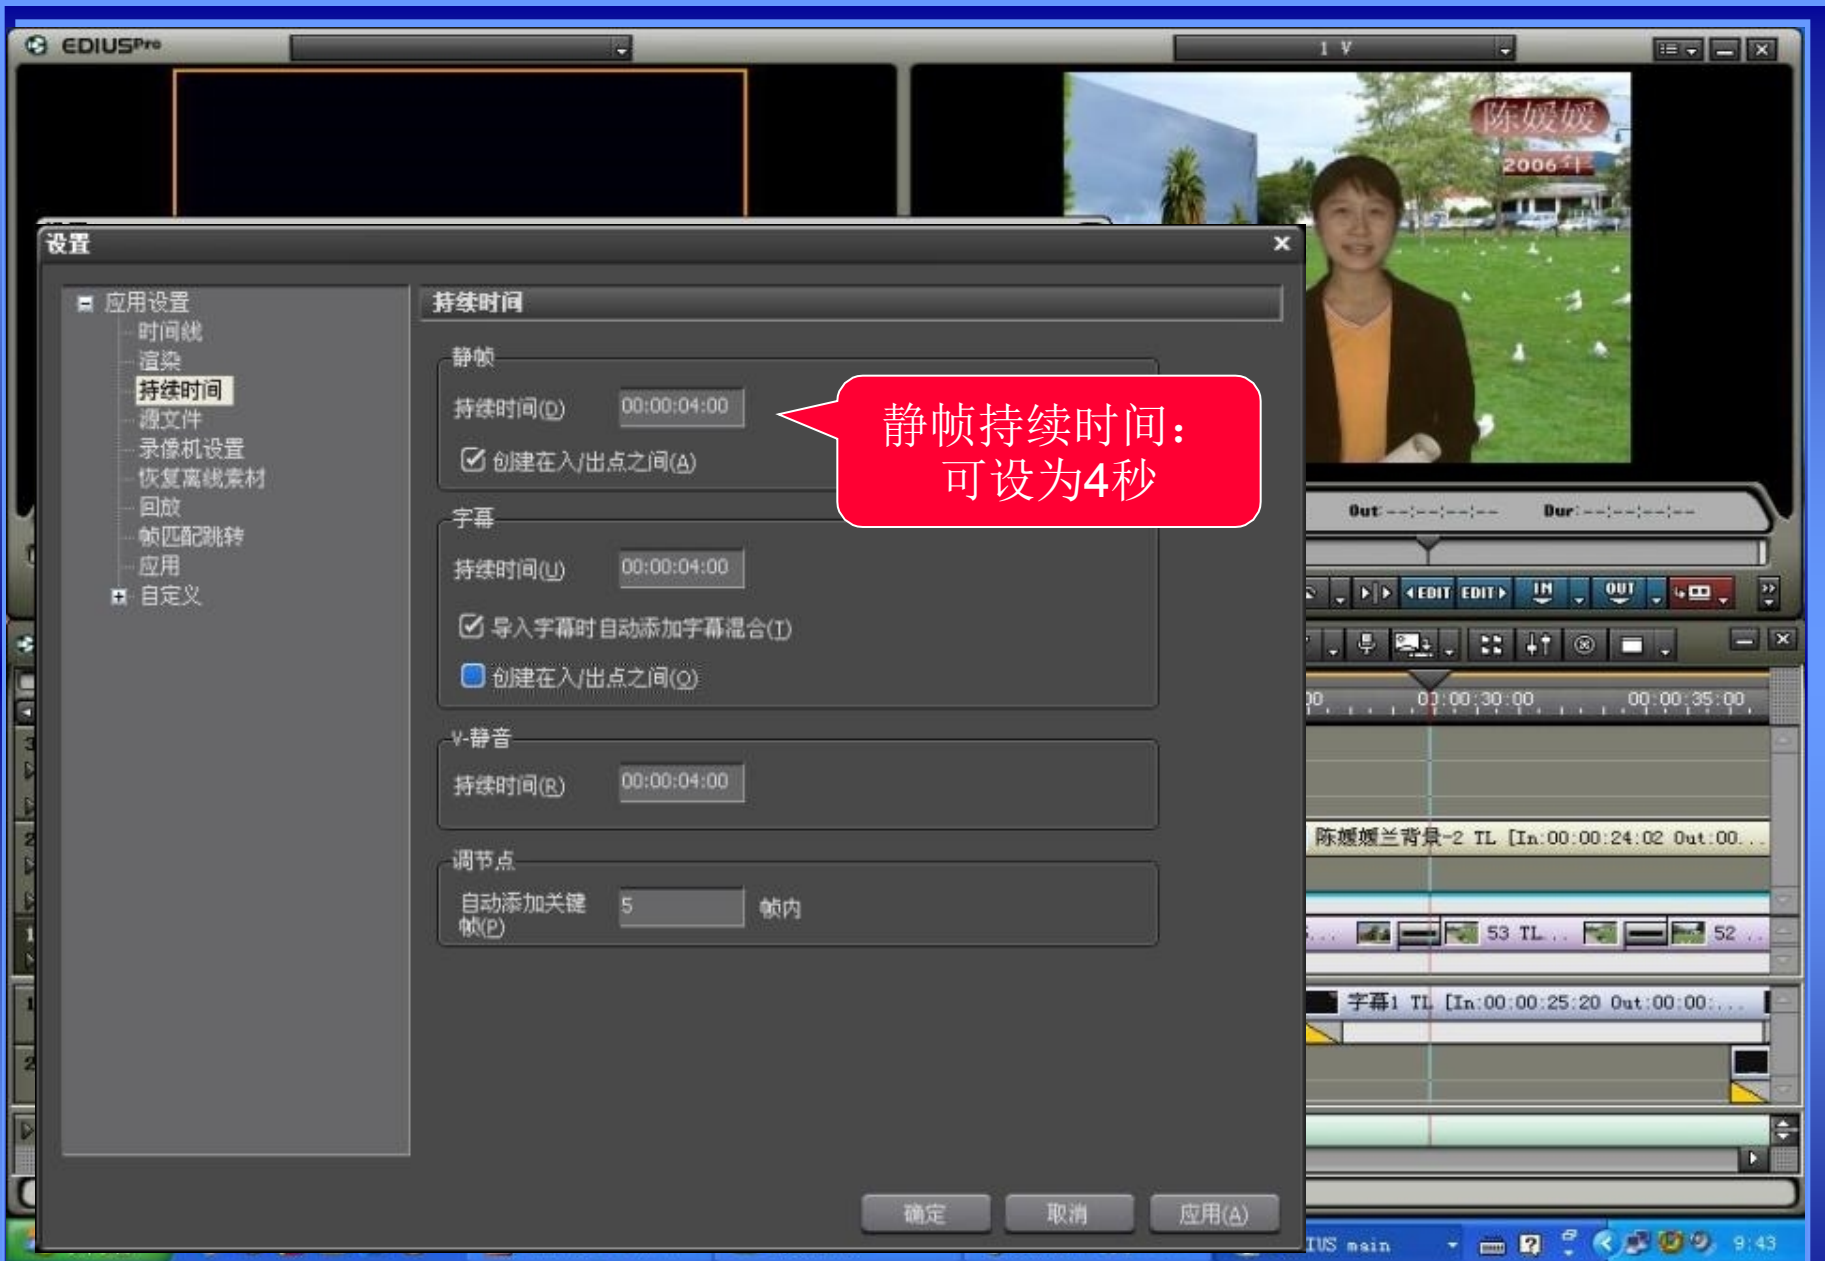 EDIUSPro
1 V
陈媛媛
2006年
设置
应用设置
时间线
渲染
持续时间
源文件
录像机设置
恢复离线素材
回放
帧匹配跳转
应用
自定义
持续时间
静帧
持续时间(D) 00:00:04:00
创建在入/出点之间(A)
静帧持续时间：
可设为4秒
字幕
持续时间(U) 00:00:04:00
导入字幕时自动添加字幕混合(T)
创建在入/出点之间(O)
V-静音
持续时间(R) 00:00:04:00
调节点
自动添加关键
帧(P)
5 帧内
确定 取消 应用(A)
Out:--:--:--:-- Dur:--:--:--:--
EDIT EDIT IN OUT
00:00:30:00 00:00:35:00
陈媛媛兰背景-2 TL [In:00:00:24:02 Out:00...
53 TL... 52 ..
字幕1 TL [In:00:00:25:20 Out:00:00:...
IUS main 9:43